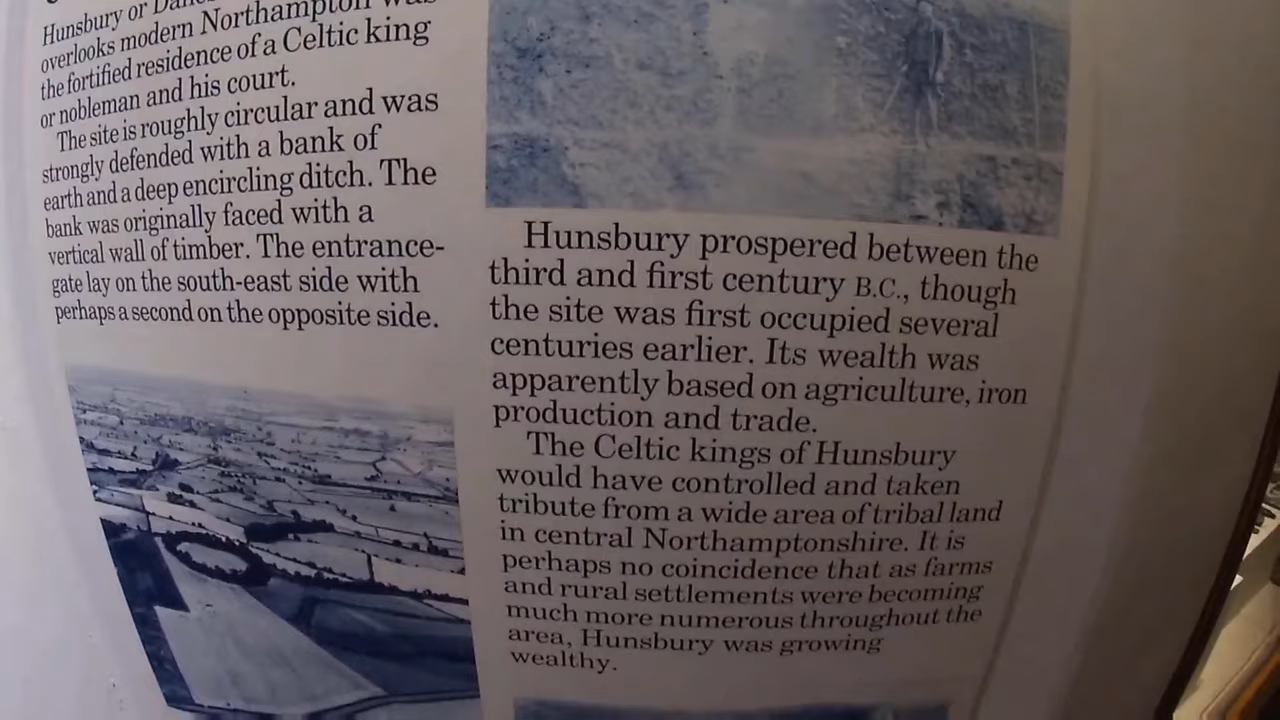 Hunsbury or
overlooks modern Northampton was
the fortified residence of a Celtic king
or nobleman and his court.
The site is roughly circular and was
strongly defended with a bank of
earth and a deep encircling ditch. The
bank was originally faced with a
vertical wall of timber. The entrance-
gate lay on the south-east side with
perhaps a second on the opposite side.
Hunsbury prospered between the
third and first century B.C., though
the site was first occupied several
centuries earlier. Its wealth was
apparently based on agriculture, iron
production and trade.
The Celtic kings of Hunsbury
would have controlled and taken
tribute from a wide area of tribal land
in central Northamptonshire. It is
perhaps no coincidence that as farms
and rural settlements were becoming
much more numerous throughout the
area, Hunsbury was growing
wealthy.